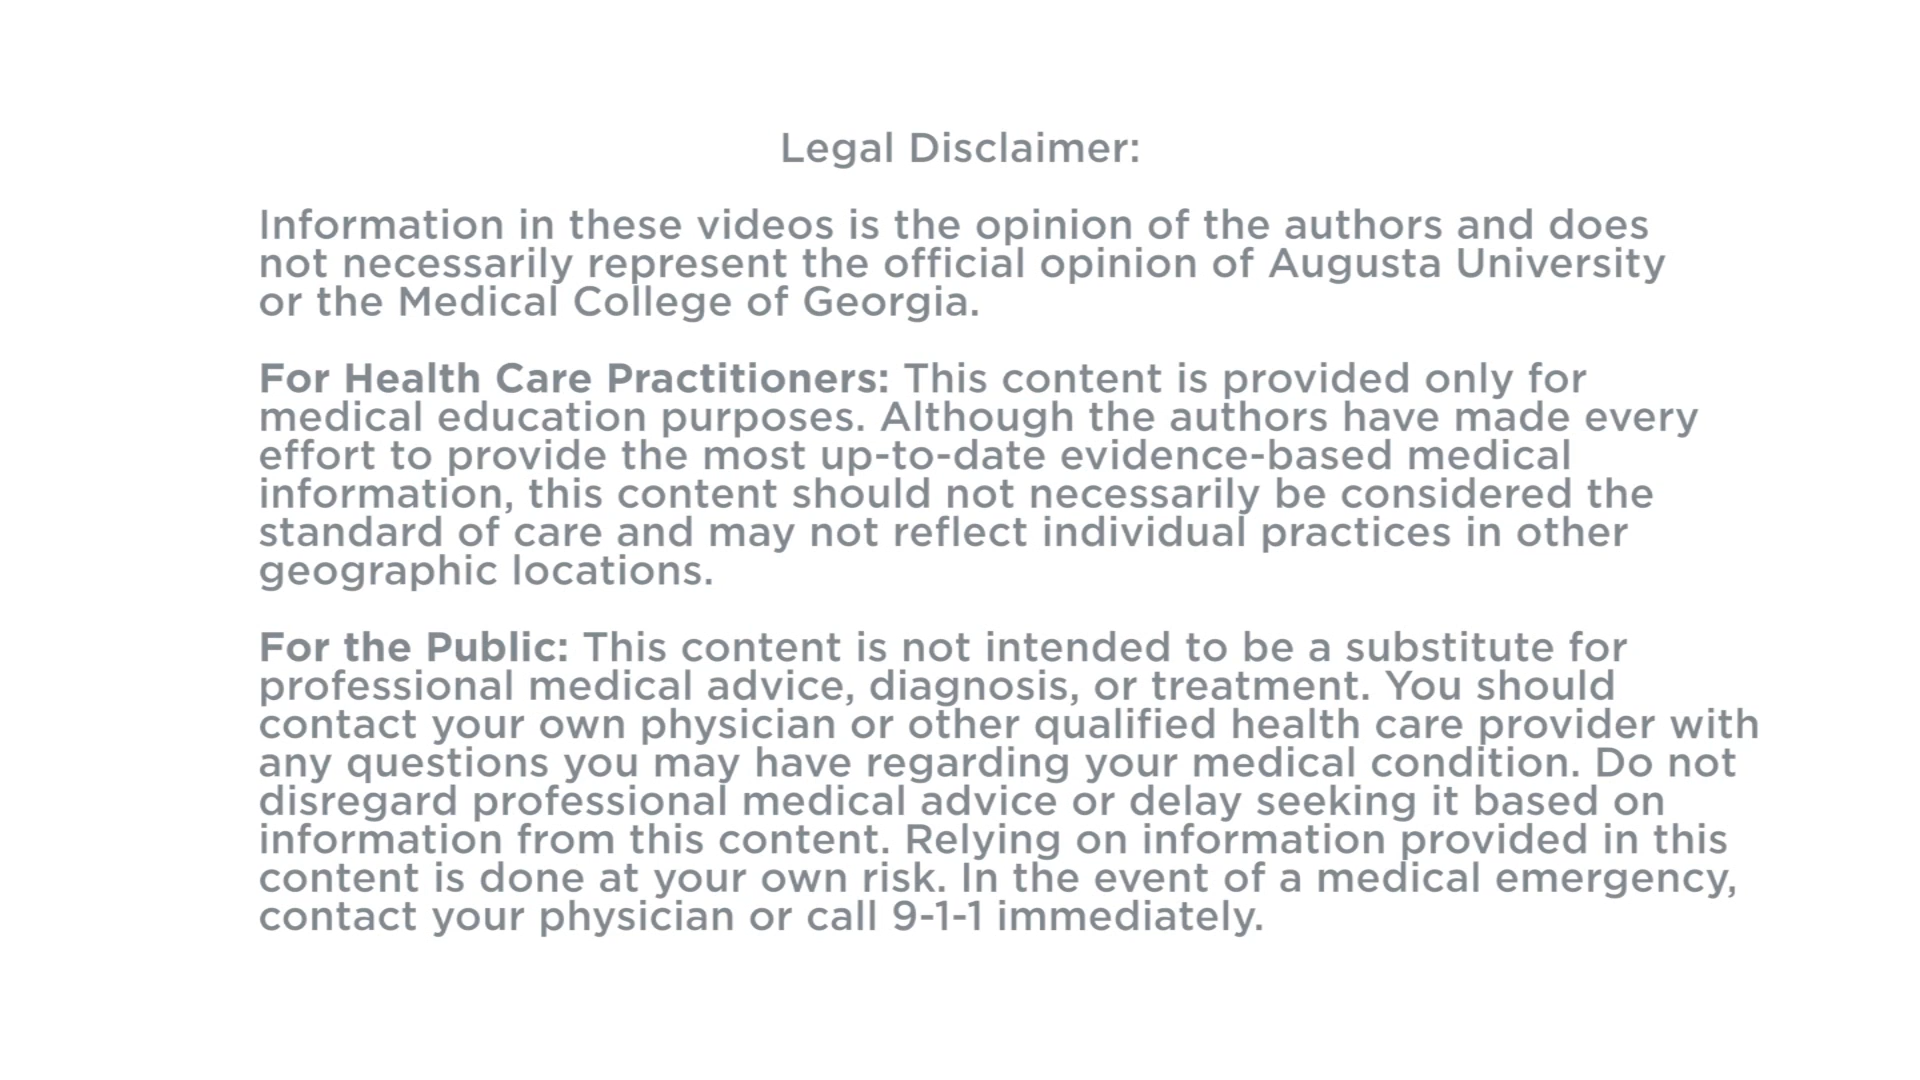 Legal Disclaimer:
Information in these videos is the opinion of the authors and does
not necessarily represent the official opinion of Augusta University
or the Medical College of Georgia.
For Health Care Practitioners: This content is provided only for
medical education purposes. Although the authors have made every
effort to provide the most up-to-date evidence-based medical
information, this content should not necessarily be considered the
standard of care and may not reflect individual practices in other
geographic locations.
For the Public: This content is not intended to be a substitute for
professional medical advice, diagnosis, or treatment. You should
contact your own physician or other qualified health care provider with
any questions you may have regarding your medical condition. Do not
disregard professional medical advice or delay seeking it based on
information from this content. Relying on information provided in this
content is done at your own risk. In the event of a medical emergency,
contact your physician or call 9-1-1 immediately.